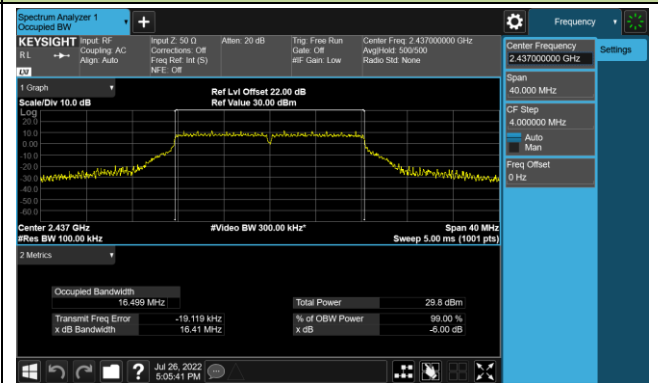 Spectrum Analyzer 1
Occupied BW
+
Frequency
KEYSIGHT
R L
LXI
Input: RF
Coupling: AC
Align: Auto
Input Z: 50 Ω
Corrections: Off
Freq Ref: Int (S)
NFE: Off
Atten: 20 dB
Trig: Free Run
Gate: Off
#IF Gain: Low
Center Freq: 2.437000000 GHz
Avg|Hold: 500/500
Radio Std: None
Center Frequency
2.437000000 GHz
Settings
Span
40.000 MHz
CF Step
4.000000 MHz
Auto
Man
Freq Offset
0 Hz
1 Graph
Scale/Div 10.0 dB
Ref Lvl Offset 22.00 dB
Ref Value 30.00 dBm
Log
20.0
10.0
0.00
-10.0
-20.0
-30.0
-40.0
-50.0
-60.0
Center 2.437 GHz
#Res BW 100.00 kHz
#Video BW 300.00 kHz*
Span 40 MHz
Sweep 5.00 ms (1001 pts)
2 Metrics
Occupied Bandwidth
16.499 MHz
Total Power 29.8 dBm
Transmit Freq Error -19.119 kHz
% of OBW Power 99.00 %
x dB Bandwidth 16.41 MHz
x dB -6.00 dB
?
Jul 26, 2022
5:05:41 PM